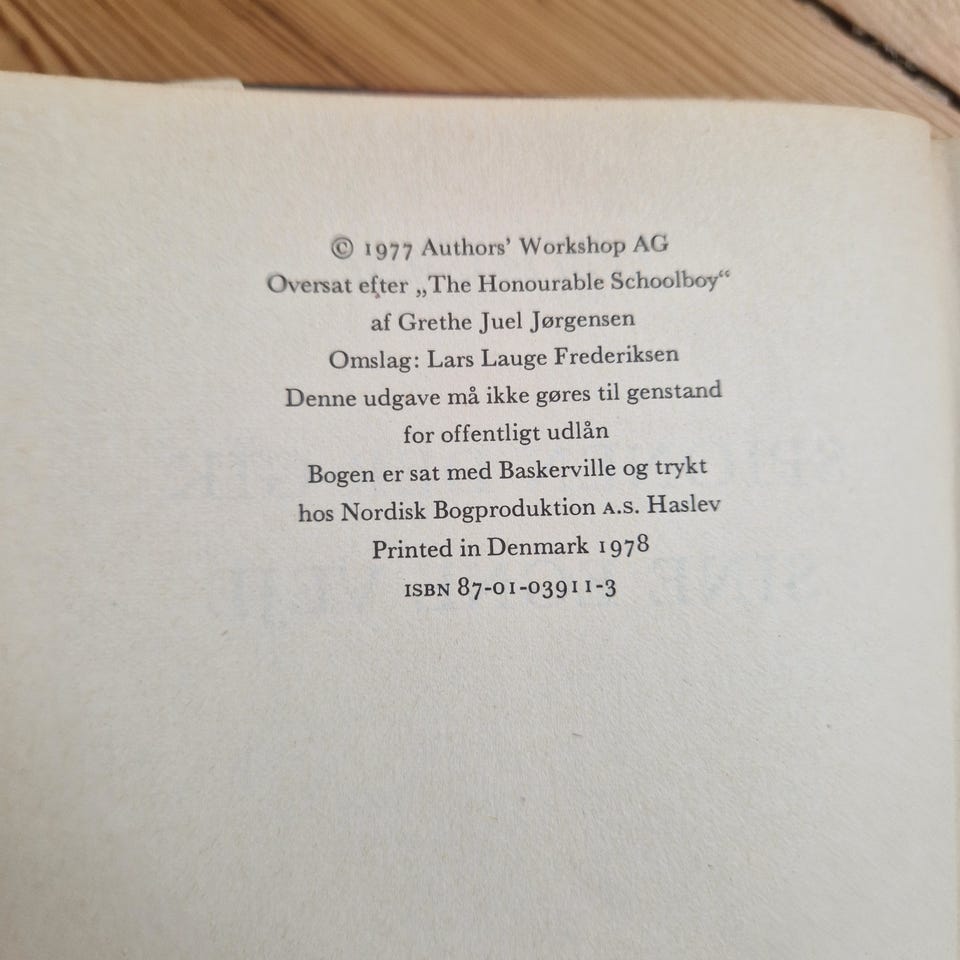 © 1977 Authors’ Workshop AG
Oversat efter „The Honourable Schoolboy“
af Grethe Juel Jørgensen
Omslag: Lars Lauge Frederiksen
Denne udgave må ikke gøres til genstand
for offentligt udlån
Bogen er sat med Baskerville og trykt
hos Nordisk Bogproduktion A.S. Haslev
Printed in Denmark 1978
ISBN 87-01-03911-3